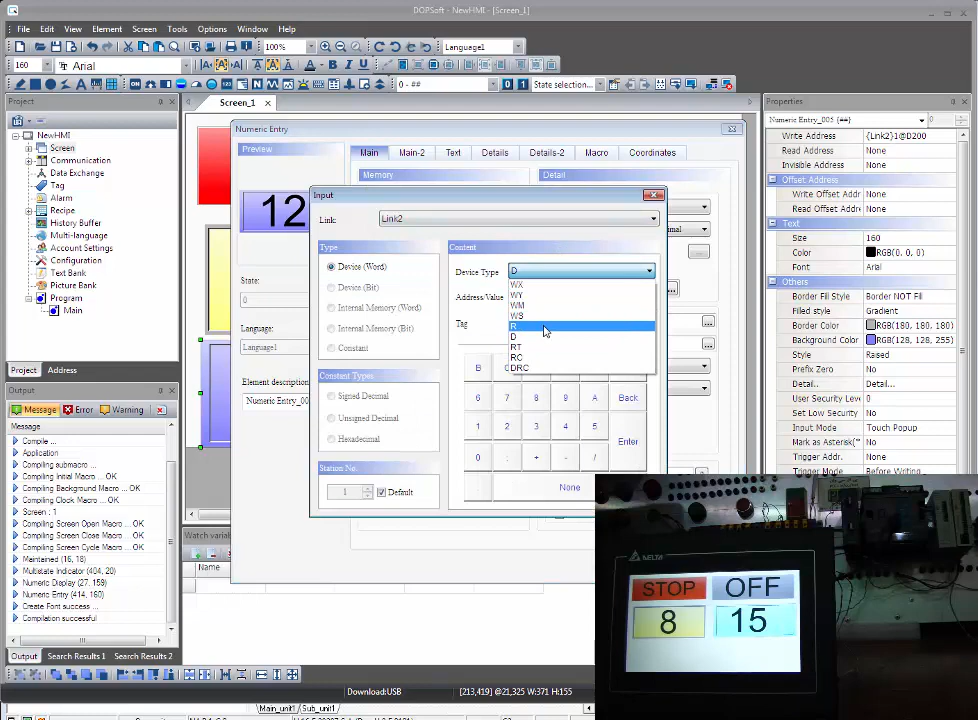 DOPSoft - NewHMI - [Screen_1]
File Edit View Element Screen Tools Options Window Help
100% Language1
160 Arial
0 - ## 0 1 State selection...
Project
NewHMI
Screen
Communication
Data Exchange
Tag
Alarm
Recipe
History Buffer
Multi-language
Account Settings
Configuration
Text Bank
Picture Bank
Program
Main
Project Address
Output
Message Error Warning
Message
Compile ...
Application
Compiling submacro ...
Compiling Initial Macro ... OK
Compiling Background Macro ... OK
Compiling Clock Macro ... OK
Screen : 1
Compiling Screen Open Macro ... OK
Compiling Screen Close Macro ... OK
Compiling Screen Cycle Macro ... OK
Maintained (16, 18)
Multistate Indicator (404, 20)
Numeric Display (27, 159)
Numeric Entry (414, 160)
Create Font success ...
Compilation successful
Output Search Results 1 Search Results 2
Screen_1
Numeric Entry
Preview
12
State:
0
Language:
Language1
Element description
Numeric Entry_00
Main Main-2 Text Details Details-2 Macro Coordinates
Memory Detail
Input
Link: Link2
Type
Device (Word)
Device (Bit)
Internal Memory (Word)
Internal Memory (Bit)
Constant
Constant Types
Signed Decimal
Unsigned Decimal
Hexadecimal
Station No.
1 Default
Content
Device Type D
WX
WY
WM
WS
R
D
RT
RC
DRC
Address/Value
Tag
B
6 7 8 9 A Back
1 2 3 4 5
0 : + - / Enter
None
Name
Properties
Numeric Entry_005 {==}
Write Address {Link2}1@D200
Read Address None
Invisible Address None
Offset Address
Write Offset Addr None
Read Offset Addr None
Text
Size 160
Color RGB(0, 0, 0)
Font Arial
Others
Border Fill Style Border NOT Fill
Filled style Gradient
Border Color RGB(180, 180, 180)
Background Color RGB(128, 128, 255)
Style Raised
Prefix Zero No
Detail Detail...
User Security Level 0
Set Low Security No
Input Mode Touch Popup
Mark as Asterisk(* No
Trigger Addr. None
Trigger Mode Before Writing
Download:USB [213,419] @21,325 W:371 H:155
Main_unit1 Sub_unit1
STOP OFF
8 15